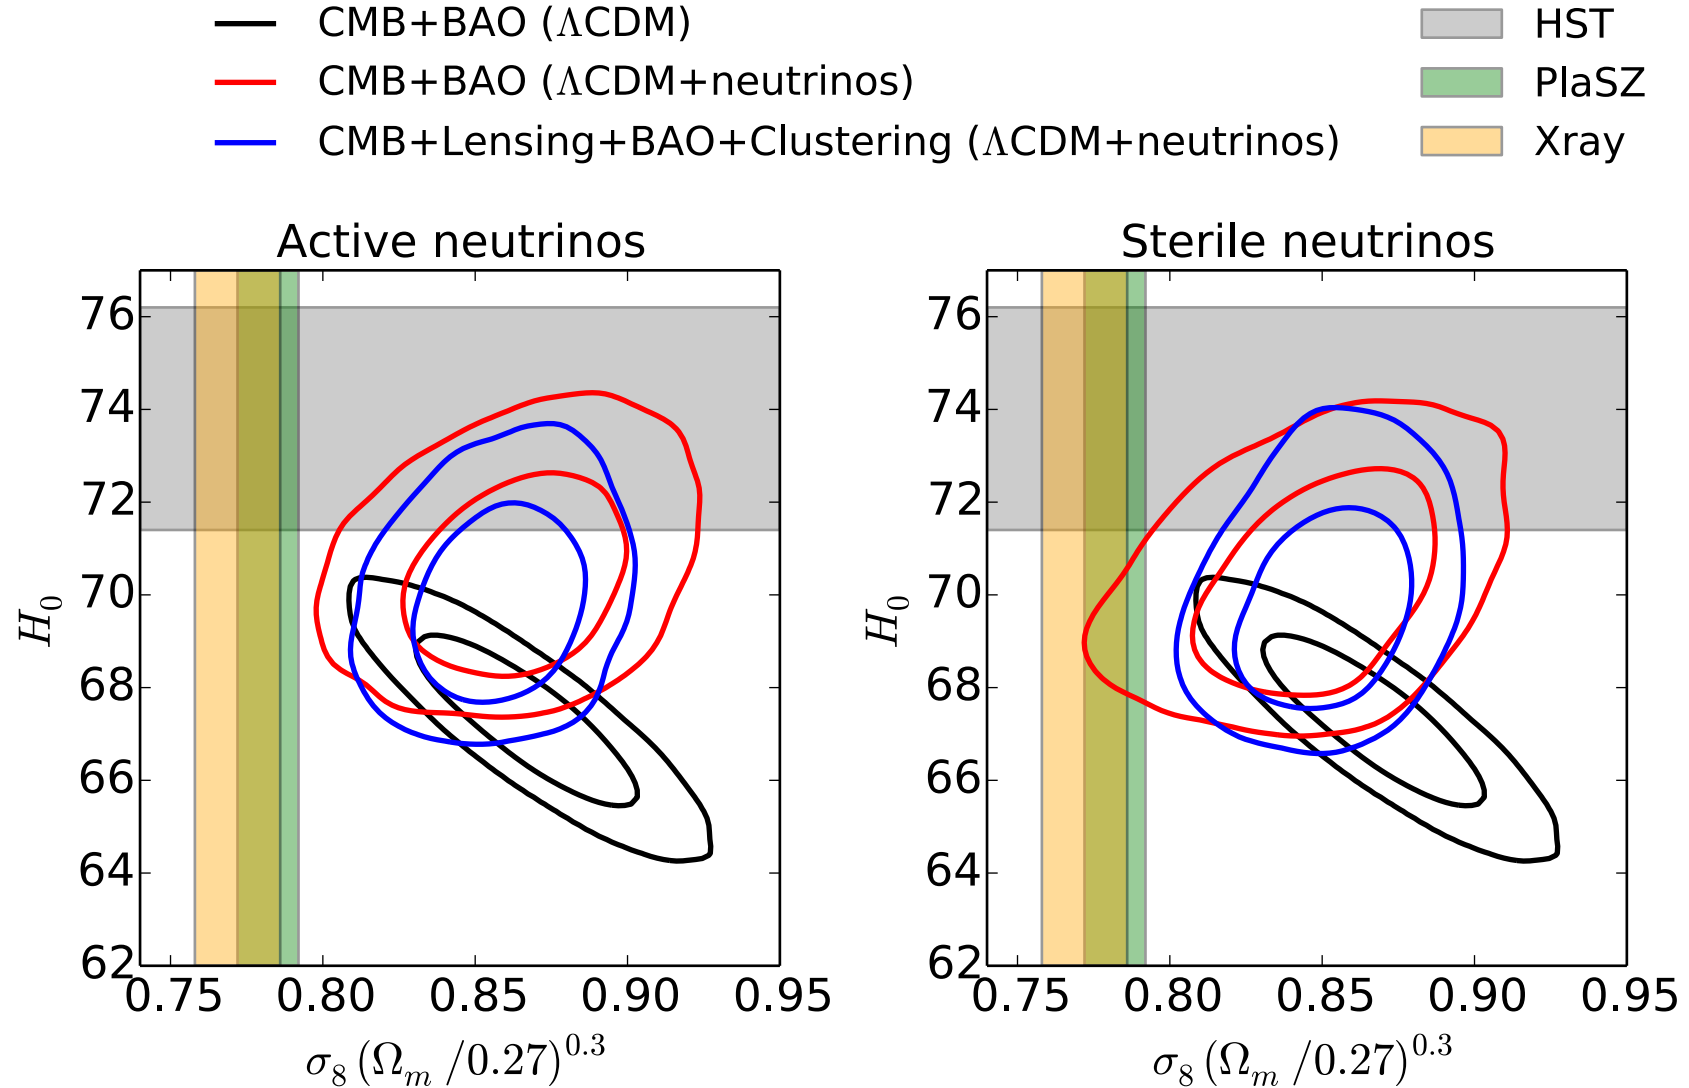 CMB+BAO (ΛCDM)
CMB+BAO (ΛCDM+neutrinos)
CMB+Lensing+BAO+Clustering (ΛCDM+neutrinos)
HST
PlaSZ
Xray
Active neutrinos
76
74
72
70
68
66
64
62
H₀
0.75 0.80 0.85 0.90 0.95
σ₈(Ωₘ/0.27)⁰·³
Sterile neutrinos
76
74
72
70
68
66
64
62
H₀
0.75 0.80 0.85 0.90 0.95
σ₈(Ωₘ/0.27)⁰·³